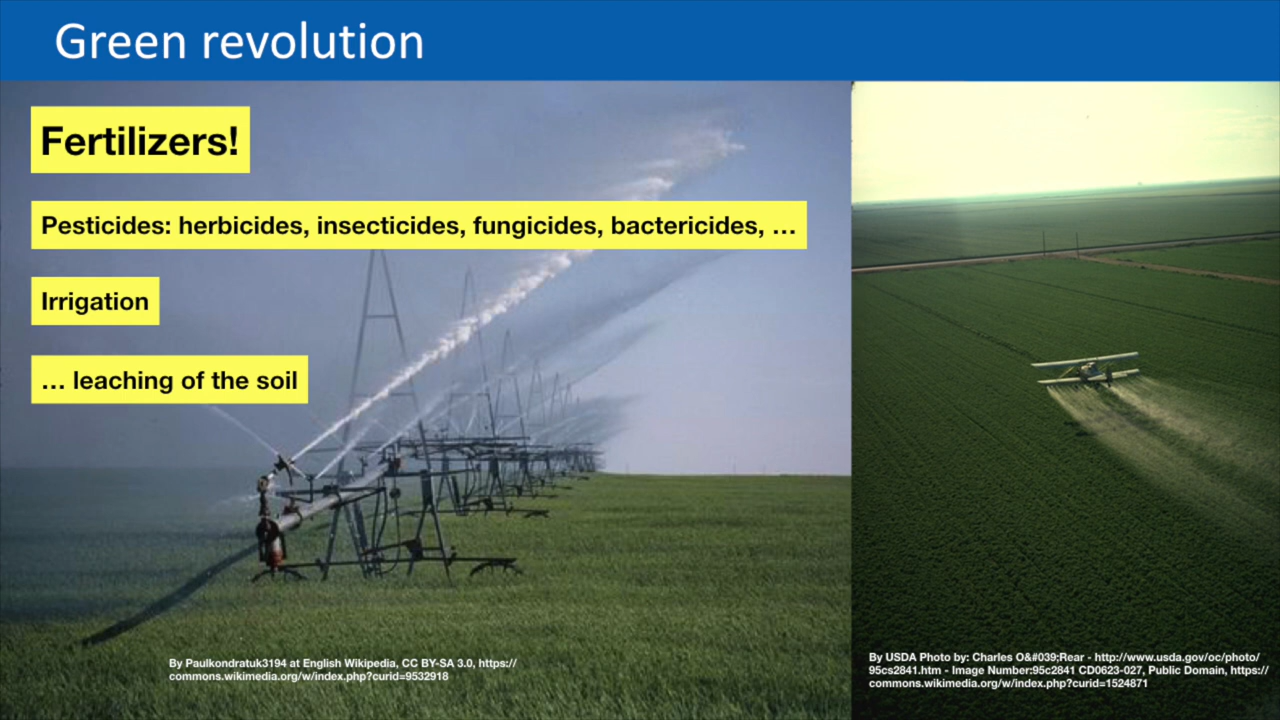 Green revolution
Fertilizers!
Pesticides: herbicides, insecticides, fungicides, bactericides, …
Irrigation
… leaching of the soil
By Paulkondratuk3194 at English Wikipedia, CC BY-SA 3.0, https://
commons.wikimedia.org/w/index.php?curid=9532918
By USDA Photo by: Charles O&#039;Rear - http://www.usda.gov/oc/photo/
95cs2841.htm - Image Number:95c2841 CD0623-027, Public Domain, https://
commons.wikimedia.org/w/index.php?curid=1524871